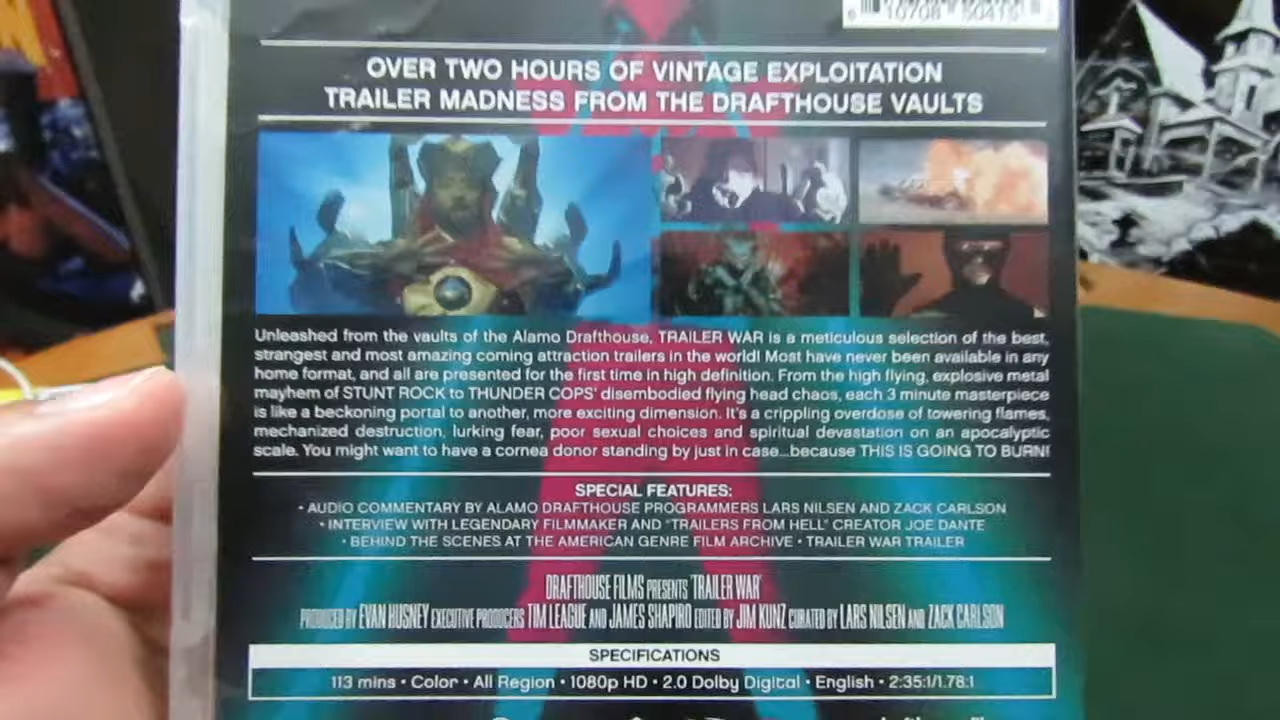 OVER TWO HOURS OF VINTAGE EXPLOITATION
TRAILER MADNESS FROM THE DRAFTHOUSE VAULTS
Unleashed from the vaults of the Alamo Drafthouse, TRAILER WAR is a meticulous selection of the best,
strangest and most amazing coming attraction trailers in the world! Most have never been available in any
home format, and all are presented for the first time in high definition. From the high flying, explosive metal
mayhem of STUNT ROCK to THUNDER COPS' disembodied flying head chaos, each 3 minute masterpiece
is like a beckoning portal to another, more exciting dimension. It's a crippling overdose of towering flames,
mechanized destruction, lurking fear, poor sexual choices and spiritual devastation on an apocalyptic
scale. You might want to have a cornea donor standing by just in case...because THIS IS GOING TO BURN!
SPECIAL FEATURES:
• AUDIO COMMENTARY BY ALAMO DRAFTHOUSE PROGRAMMERS LARS NILSEN AND ZACK CARLSON
• INTERVIEW WITH LEGENDARY FILMMAKER AND "TRAILERS FROM HELL" CREATOR JOE DANTE
• BEHIND THE SCENES AT THE AMERICAN GENRE FILM ARCHIVE • TRAILER WAR TRAILER
DRAFTHOUSE FILMS PRESENTS 'TRAILER WAR'
PRODUCED BY EVAN HUSNEY EXECUTIVE PRODUCERS TIM LEAGUE AND JAMES SHAPIRO EDITED BY JIM KUNZ CURATED BY LARS NILSEN AND ZACK CARLSON
SPECIFICATIONS
113 mins • Color • All Region • 1080p HD • 2.0 Dolby Digital • English • 2:35:1/1.78:1